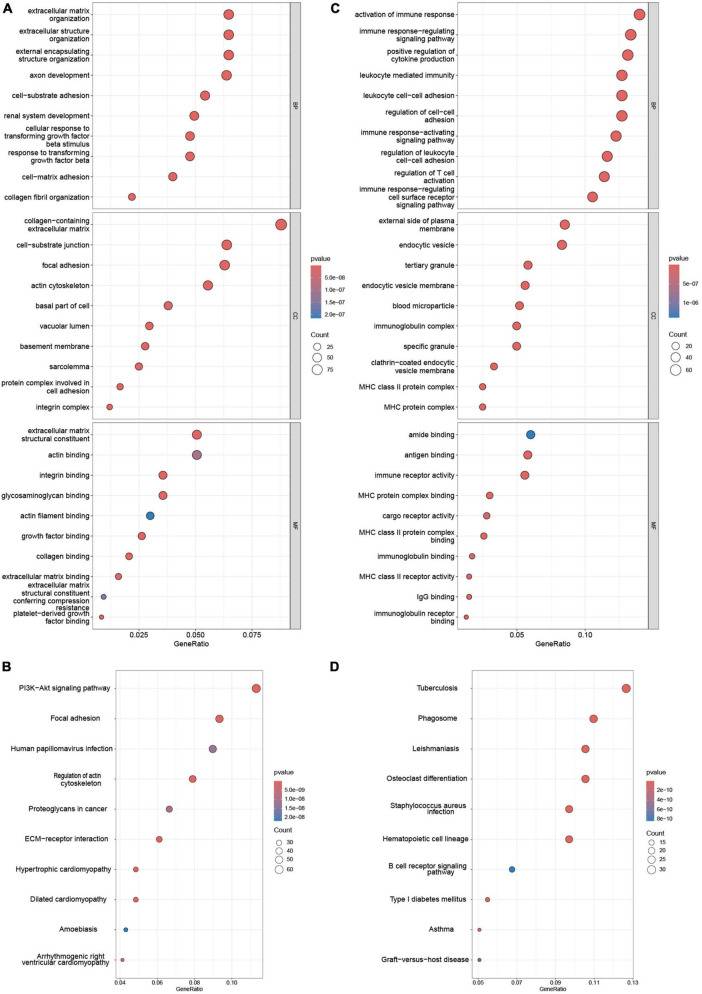 A
extracellular matrix
organization
extracellular structure
organization
external encapsulating
structure organization
axon development
cell−substrate adhesion
renal system development
cellular response to
transforming growth factor
beta stimulus
response to transforming
growth factor beta
cell−matrix adhesion
collagen fibril organization
BP
collagen−containing
extracellular matrix
cell−substrate junction
focal adhesion
actin cytoskeleton
basal part of cell
vacuolar lumen
basement membrane
sarcolemma
protein complex involved in
cell adhesion
integrin complex
CC
extracellular matrix
structural constituent
actin binding
integrin binding
glycosaminoglycan binding
actin filament binding
growth factor binding
collagen binding
extracellular matrix binding
extracellular matrix
structural constituent
conferring compression
resistance
platelet−derived growth
factor binding
MF
0.025
0.050
0.075
GeneRatio
pvalue
5.0e−08
1.0e−07
1.5e−07
2.0e−07
Count
25
50
75
C
activation of immune response
immune response−regulating
signaling pathway
positive regulation of
cytokine production
leukocyte mediated immunity
leukocyte cell−cell adhesion
regulation of cell−cell
adhesion
immune response−activating
signaling pathway
regulation of leukocyte
cell−cell adhesion
regulation of T cell
activation
immune response−regulating
cell surface receptor
signaling pathway
BP
external side of plasma
membrane
endocytic vesicle
tertiary granule
endocytic vesicle membrane
blood microparticle
immunoglobulin complex
specific granule
clathrin−coated endocytic
vesicle membrane
MHC class II protein complex
MHC protein complex
CC
amide binding
antigen binding
immune receptor activity
MHC protein complex binding
cargo receptor activity
MHC class II protein complex
binding
immunoglobulin binding
MHC class II receptor activity
IgG binding
immunoglobulin receptor
binding
MF
0.05
0.10
GeneRatio
pvalue
5e−07
1e−06
Count
20
40
60
B
PI3K−Akt signaling pathway
Focal adhesion
Human papillomavirus infection
Regulation of actin
cytoskeleton
Proteoglycans in cancer
ECM−receptor interaction
Hypertrophic cardiomyopathy
Dilated cardiomyopathy
Amoebiasis
Arrhythmogenic right
ventricular cardiomyopathy
0.04
0.06
0.08
0.10
GeneRatio
pvalue
5.0e−09
1.0e−08
1.5e−08
2.0e−08
Count
30
40
50
60
D
Tuberculosis
Phagosome
Leishmaniasis
Osteoclast differentiation
Staphylococcus aureus
infection
Hematopoietic cell lineage
B cell receptor signaling
pathway
Type I diabetes mellitus
Asthma
Graft−versus−host disease
0.05
0.07
0.09
0.11
0.13
GeneRatio
pvalue
2e−10
4e−10
6e−10
8e−10
Count
15
20
25
30